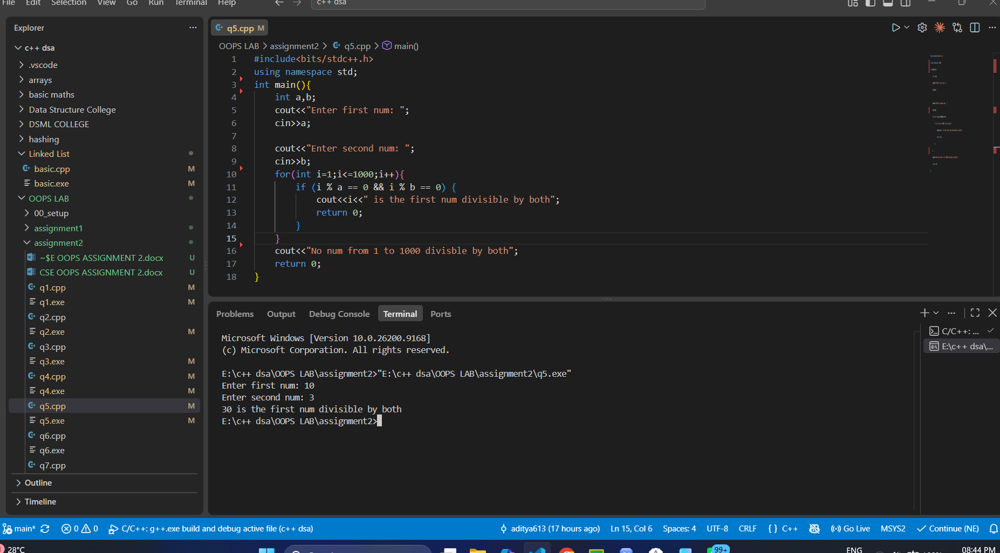 File Edit Selection View Go Run Terminal Help
c++ dsa
Explorer
c++ dsa
.vscode
arrays
basic maths
Data Structure College
DSML COLLEGE
hashing
Linked List
basic.cpp M
basic.exe M
OOPS LAB
00_setup
assignment1
assignment2
~$E OOPS ASSIGNMENT 2.docx U
CSE OOPS ASSIGNMENT 2.docx U
q1.cpp M
q1.exe M
q2.cpp
q2.exe M
q3.cpp
q3.exe M
q4.cpp M
q4.exe M
q5.cpp M
q5.exe M
q6.cpp
q6.exe
q7.cpp
Outline
Timeline
q5.cpp M
OOPS LAB > assignment2 > q5.cpp > main()
1 #include<bits/stdc++.h>
2 using namespace std;
3 int main(){
4 int a,b;
5 cout<<"Enter first num: ";
6 cin>>a;
7
8 cout<<"Enter second num: ";
9 cin>>b;
10 for(int i=1;i<=1000;i++){
11 if (i % a == 0 && i % b == 0) {
12 cout<<i<<" is the first num divisible by both";
13 return 0;
14 }
15 }
16 cout<<"No num from 1 to 1000 divisble by both";
17 return 0;
18 }
Problems Output Debug Console Terminal Ports
Microsoft Windows [Version 10.0.26200.9168]
(c) Microsoft Corporation. All rights reserved.
E:\c++ dsa\OOPS LAB\assignment2>"E:\c++ dsa\OOPS LAB\assignment2\q5.exe"
Enter first num: 10
Enter second num: 3
30 is the first num divisible by both
E:\c++ dsa\OOPS LAB\assignment2>
C/C++: ...
E:\c++ dsa\...
main* 0 0 C/C++: g++.exe build and debug active file (c++ dsa) aditya613 (17 hours ago) Ln 15, Col 6 Spaces: 4 UTF-8 CRLF {} C++ Go Live MSYS2 Continue (NE)
28°C 99+ ENG 08:44 PM